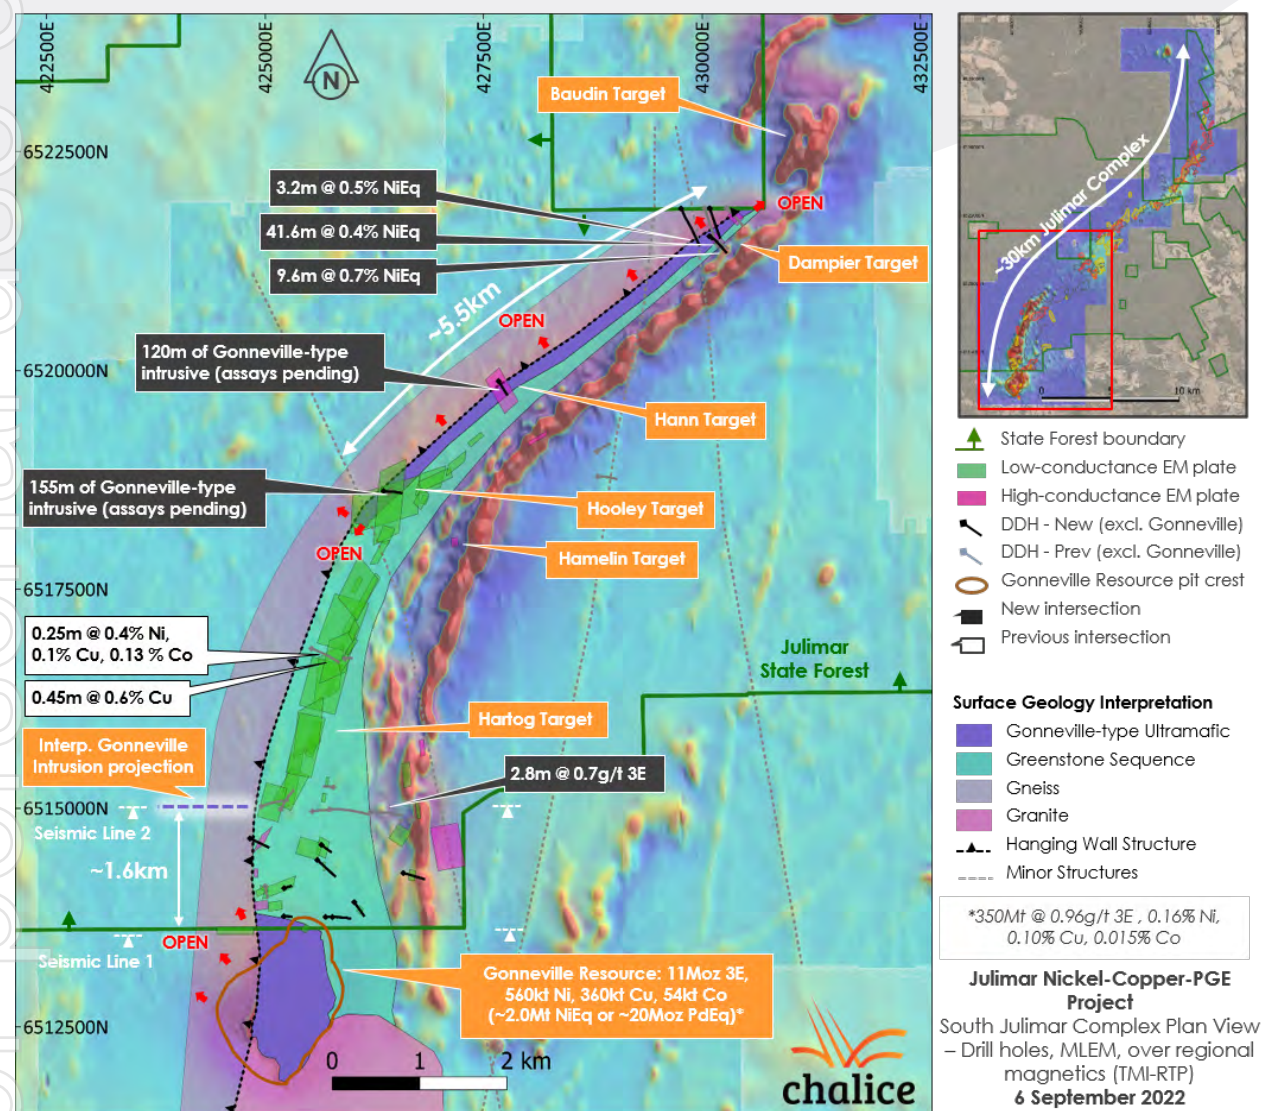 422500E
425000E
427500E
430000E
432500E
N
Baudin Target
6522500N
3.2m @ 0.5% NiEq
OPEN
41.6m @ 0.4% NiEq
Dampier Target
9.6m @ 0.7% NiEq
~5.5km
OPEN
120m of Gonneville-type
intrusive (assays pending)
6520000N
Hann Target
155m of Gonneville-type
intrusive (assays pending)
Hooley Target
OPEN
Hamelin Target
6517500N
0.25m @ 0.4% Ni,
0.1% Cu, 0.13 % Co
Julimar
State Forest
0.45m @ 0.6% Cu
Hartog Target
Interp. Gonneville
Intrusion projection
2.8m @ 0.7g/t 3E
6515000N
Seismic Line 2
~1.6km
OPEN
Seismic Line 1
Gonneville Resource: 11Moz 3E,
560kt Ni, 360kt Cu, 54kt Co
(~2.0Mt NiEq or ~20Moz PdEq)*
6512500N
0 1 2 km
chalice
~30km Julimar Complex
0 5 10 km
State Forest boundary
Low-conductance EM plate
High-conductance EM plate
DDH - New (excl. Gonneville)
DDH - Prev (excl. Gonneville)
Gonneville Resource pit crest
New intersection
Previous intersection
Surface Geology Interpretation
Gonneville-type Ultramafic
Greenstone Sequence
Gneiss
Granite
Hanging Wall Structure
Minor Structures
*350Mt @ 0.96g/t 3E , 0.16% Ni,
0.10% Cu, 0.015% Co
Julimar Nickel-Copper-PGE
Project
South Julimar Complex Plan View
– Drill holes, MLEM, over regional
magnetics (TMI-RTP)
6 September 2022